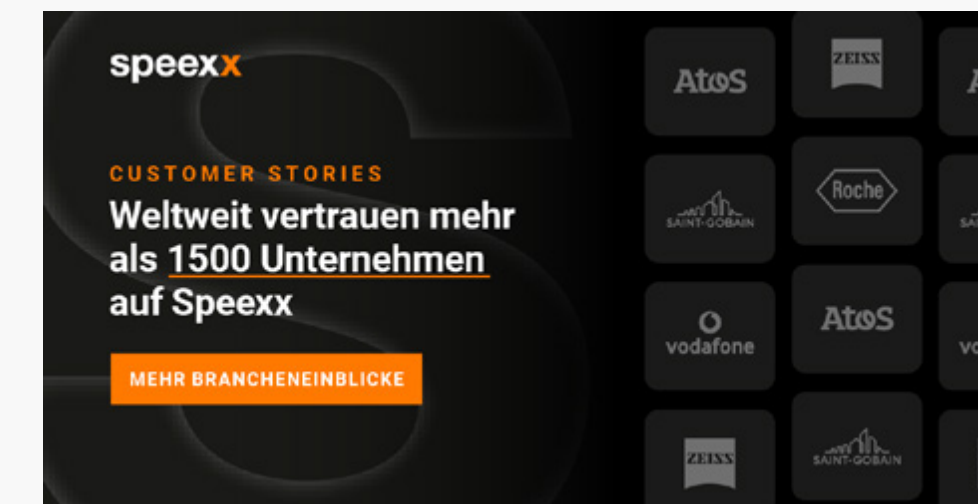 speexx
CUSTOMER STORIES
Weltweit vertrauen mehr
als 1500 Unternehmen
auf Speexx
MEHR BRANCHENEINBLICKE
Atos
ZEISS
SAINT-GOBAIN
Roche
vodafone
Atos
ZEISS
SAINT-GOBAIN